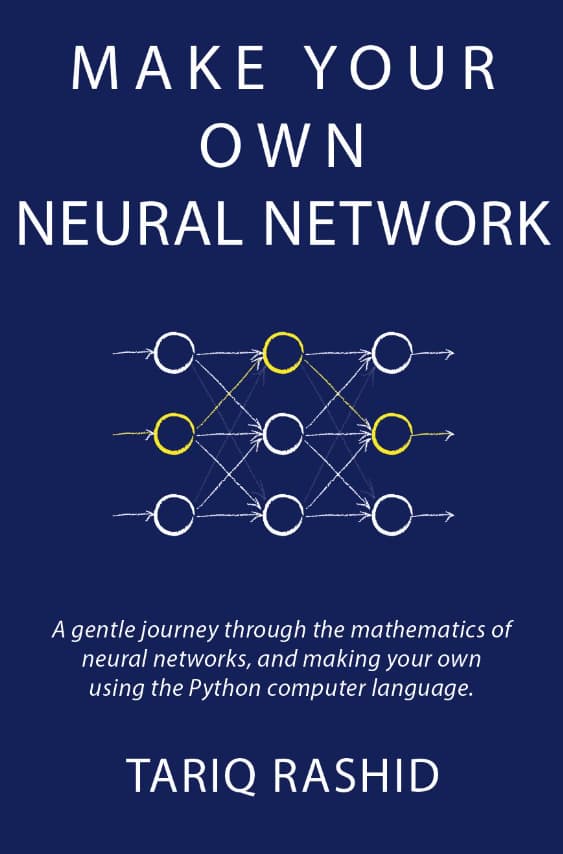 MAKE YOUR
OWN
NEURAL NETWORK
A gentle journey through the mathematics of
neural networks, and making your own
using the Python computer language.
TARIQ RASHID